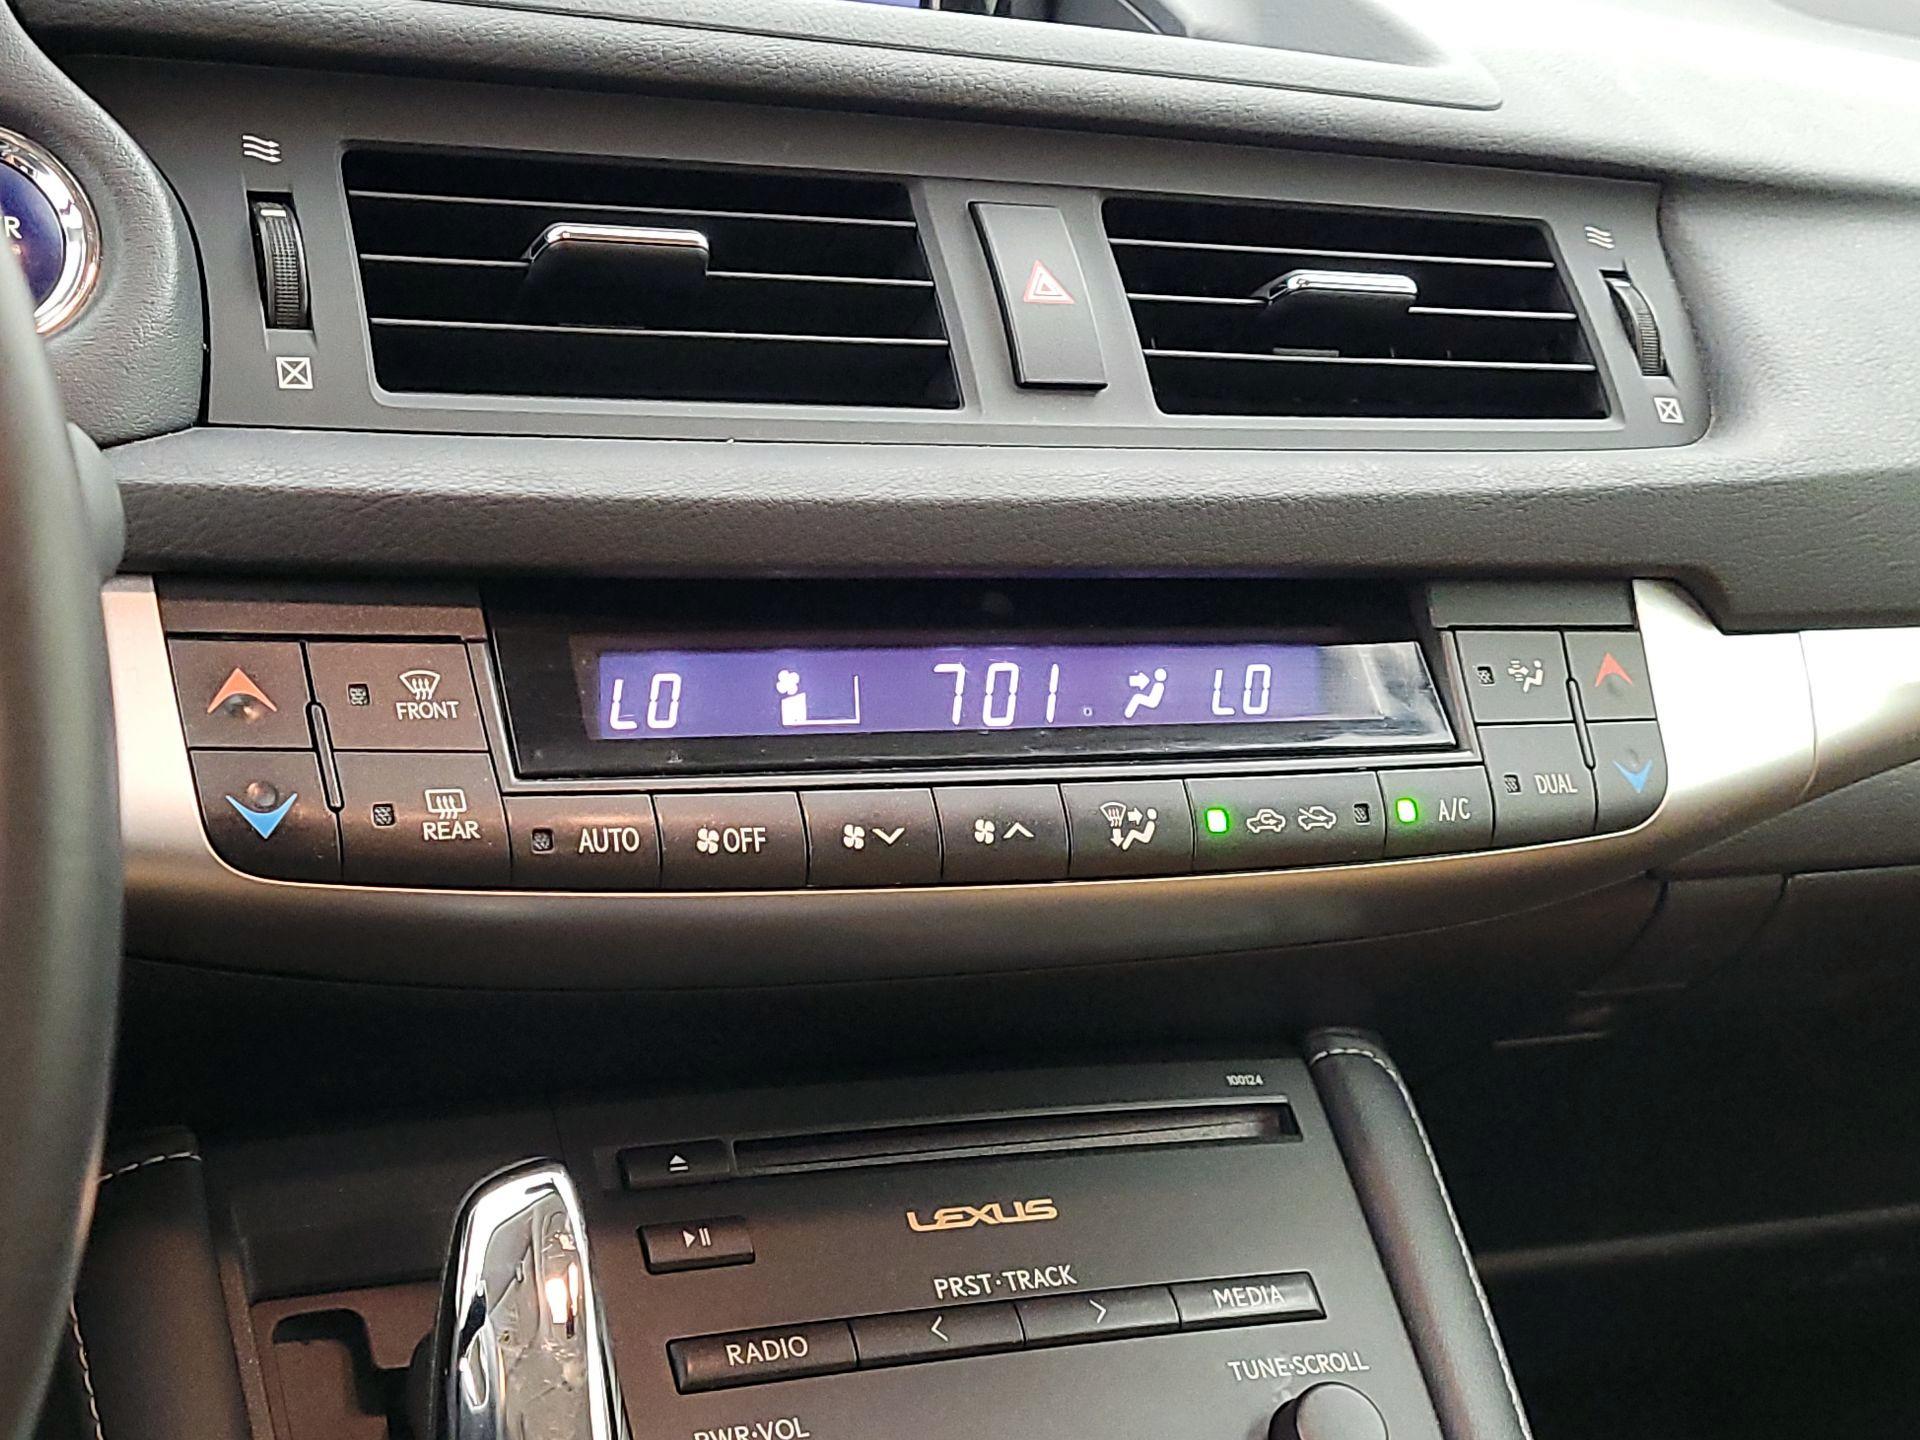 R
LO 701. LO
FRONT
REAR
AUTO
OFF
A/C
DUAL
100124
LEXUS
PRST·TRACK
RADIO
<
>
MEDIA
TUNE·SCROLL
PWR·VOL